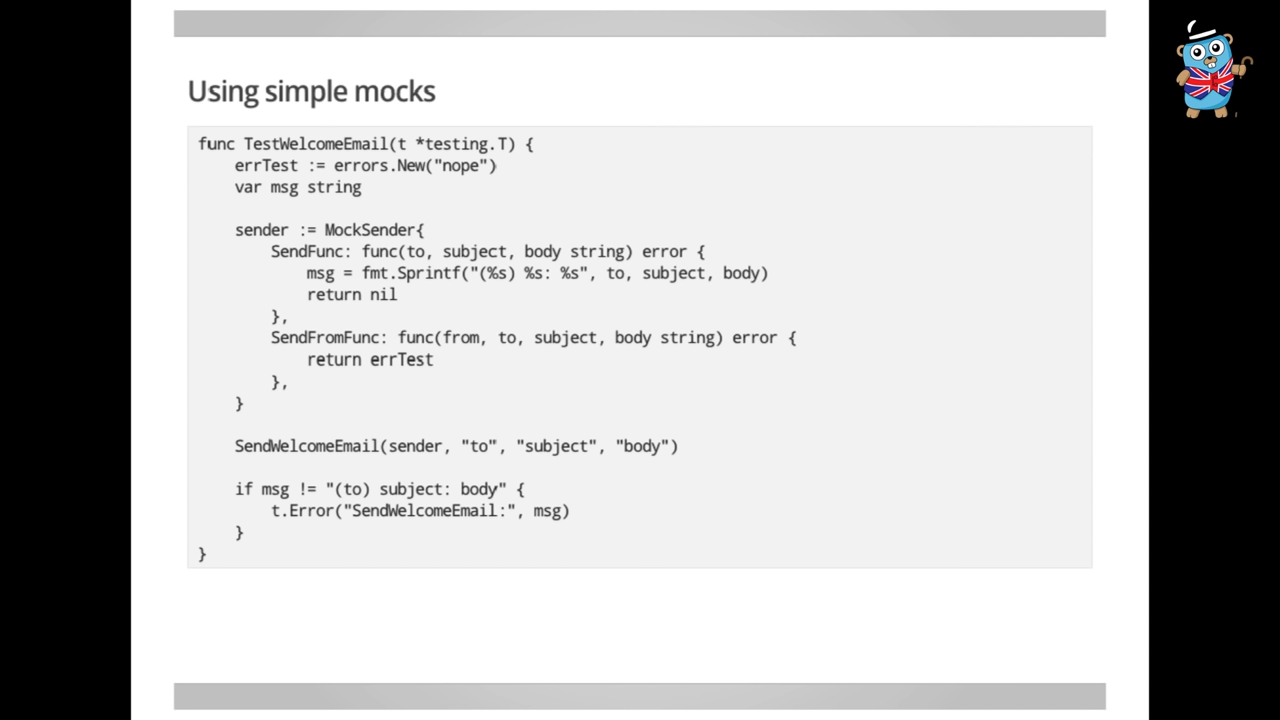 Using simple mocks
func TestWelcomeEmail(t *testing.T) {
    errTest := errors.New("nope")
    var msg string

    sender := MockSender{
        SendFunc: func(to, subject, body string) error {
            msg = fmt.Sprintf("(%s) %s: %s", to, subject, body)
            return nil
        },
        SendFromFunc: func(from, to, subject, body string) error {
            return errTest
        },
    }

    SendWelcomeEmail(sender, "to", "subject", "body")

    if msg != "(to) subject: body" {
        t.Error("SendWelcomeEmail:", msg)
    }
}